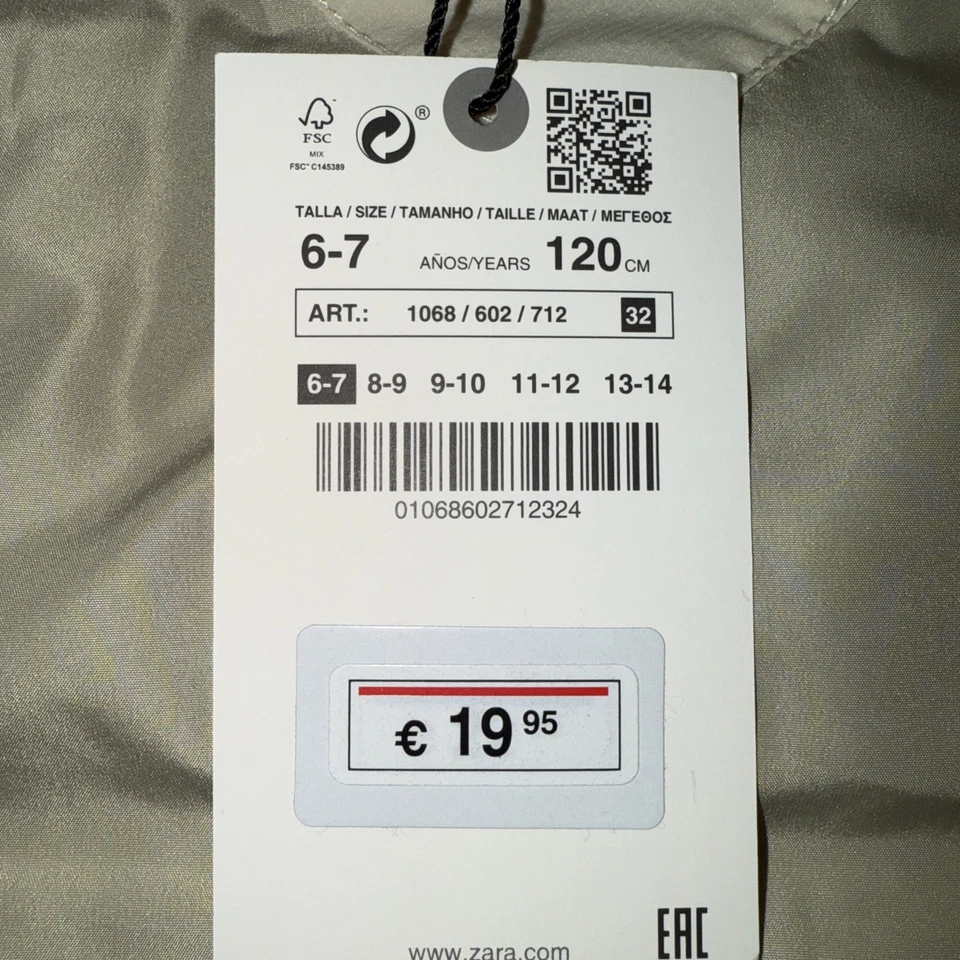 FSC
MIX
FSC™ C145389
®
TALLA / SIZE / TAMANHO / TAILLE / MAAT / ΜΕΓΕΘΟΣ
6-7 AÑOS/YEARS 120 CM
ART.: 1068 / 602 / 712 32
6-7 8-9 9-10 11-12 13-14
01068602712324
€ 19 95
EAC
www.zara.com